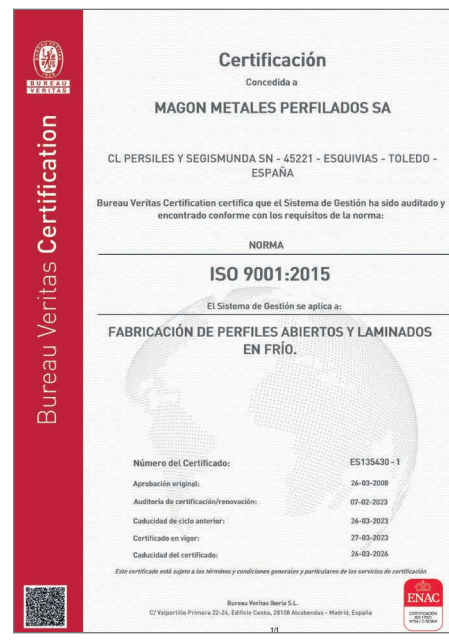 BUREAU
VERITAS
Bureau Veritas Certification
Certificación
Concedida a
MAGON METALES PERFILADOS SA
CL PERSILES Y SEGISMUNDA SN - 45221 - ESQUIVIAS - TOLEDO -
ESPAÑA
Bureau Veritas Certification certifica que el Sistema de Gestión ha sido auditado y
encontrado conforme con los requisitos de la norma:
NORMA
ISO 9001:2015
El Sistema de Gestión se aplica a:
FABRICACIÓN DE PERFILES ABIERTOS Y LAMINADOS
EN FRÍO.
Número del Certificado: ES135430 - 1
Aprobación original: 26-03-2008
Auditoría de certificación/renovación: 07-02-2023
Caducidad de ciclo anterior: 26-03-2023
Certificado en vigor: 27-03-2023
Caducidad del certificado: 26-03-2026
Este certificado está sujeto a los términos y condiciones generales y particulares de los servicios de certificación
Bureau Veritas Iberia S.L.
C/ Valportillo Primera 22-24, Edificio Caoba, 28108 Alcobendas - Madrid, España
1/1
ENAC
CERTIFICACIÓN